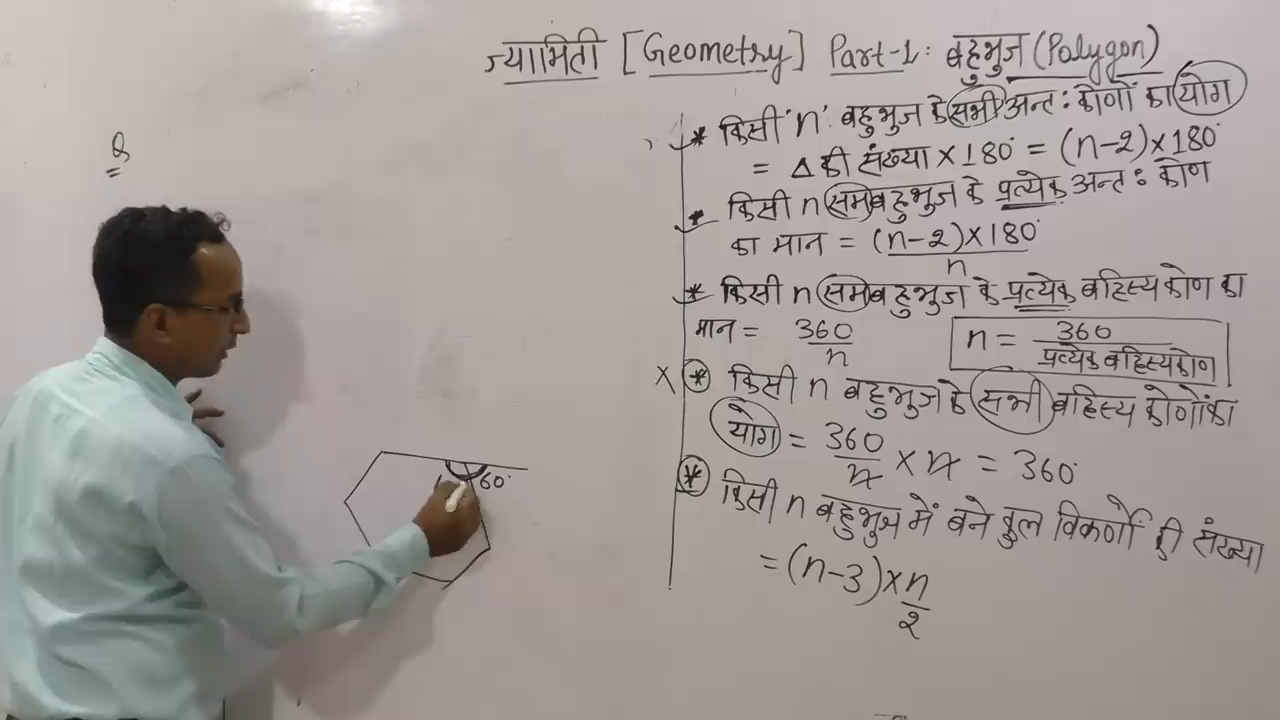 ज्यामिती [Geometry] Part-1: बहुभुज (Polygon)
Q
* किसी 'n' बहुभुज के सभी अन्त: कोणों का योग
= Δ की संख्या × 180° = (n-2) × 180°
* किसी n समबहुभुज के प्रत्येक अन्त: कोण
का मान = (n-2) × 180° / n
* किसी n समबहुभुज के प्रत्येक बहिस्य कोण का
मान = 360 / n
n = 360 / प्रत्येक बहिस्यकोण
x * किसी n बहुभुज के सभी बहिस्य कोणों का
योग = 360 / n × n = 360°
* किसी n बहुभुज में बने कुल विकर्णों की संख्या
= (n-3) × n / 2
60°